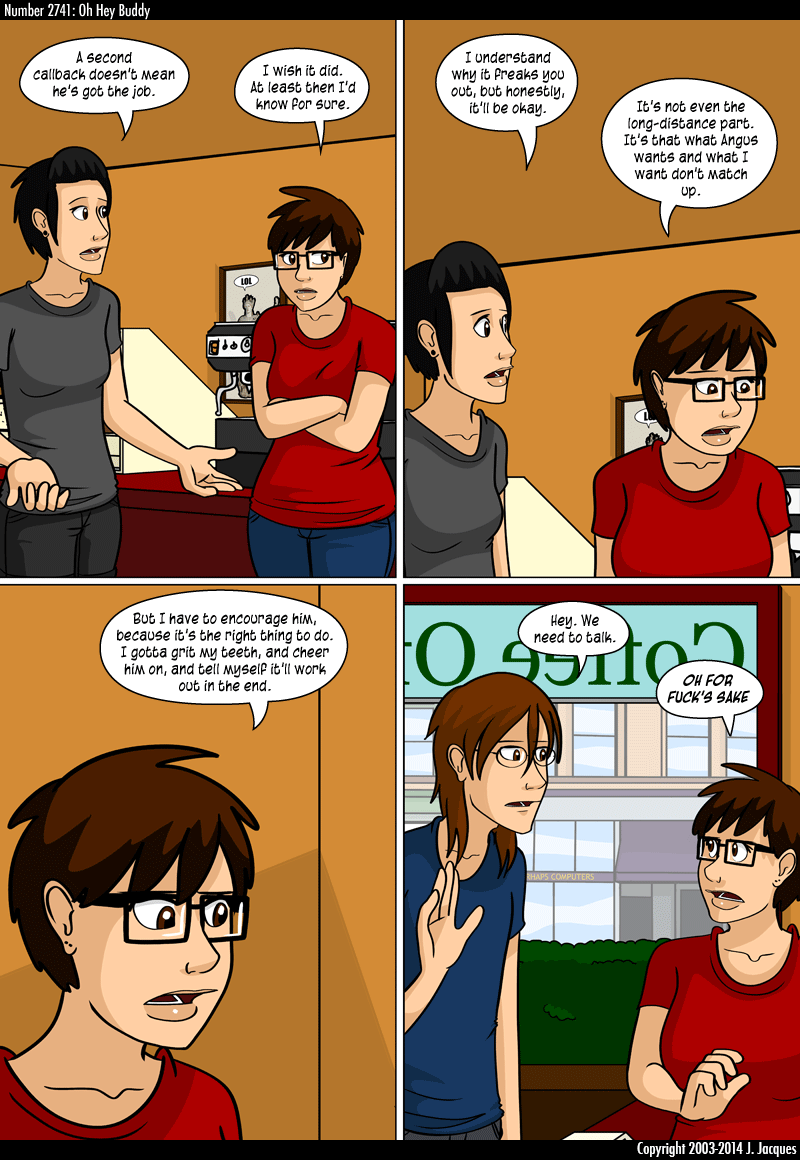 Number 2741: Oh Hey Buddy
A second
callback doesn't mean
he's got the job.
I wish it did.
At least then I'd
know for sure.
LOL
I understand
why it freaks you
out, but honestly,
it'll be okay.
It's not even the
long-distance part.
It's that what Angus
wants and what I
want don't match
up.
But I have to encourage him,
because it's the right thing to do.
I gotta grit my teeth, and cheer
him on, and tell myself it'll work
out in the end.
Coffee Of
Hey. We
need to talk.
OH FOR
FUCK'S SAKE
RHAPS COMPUTERS
Copyright 2003-2014 J. Jacques